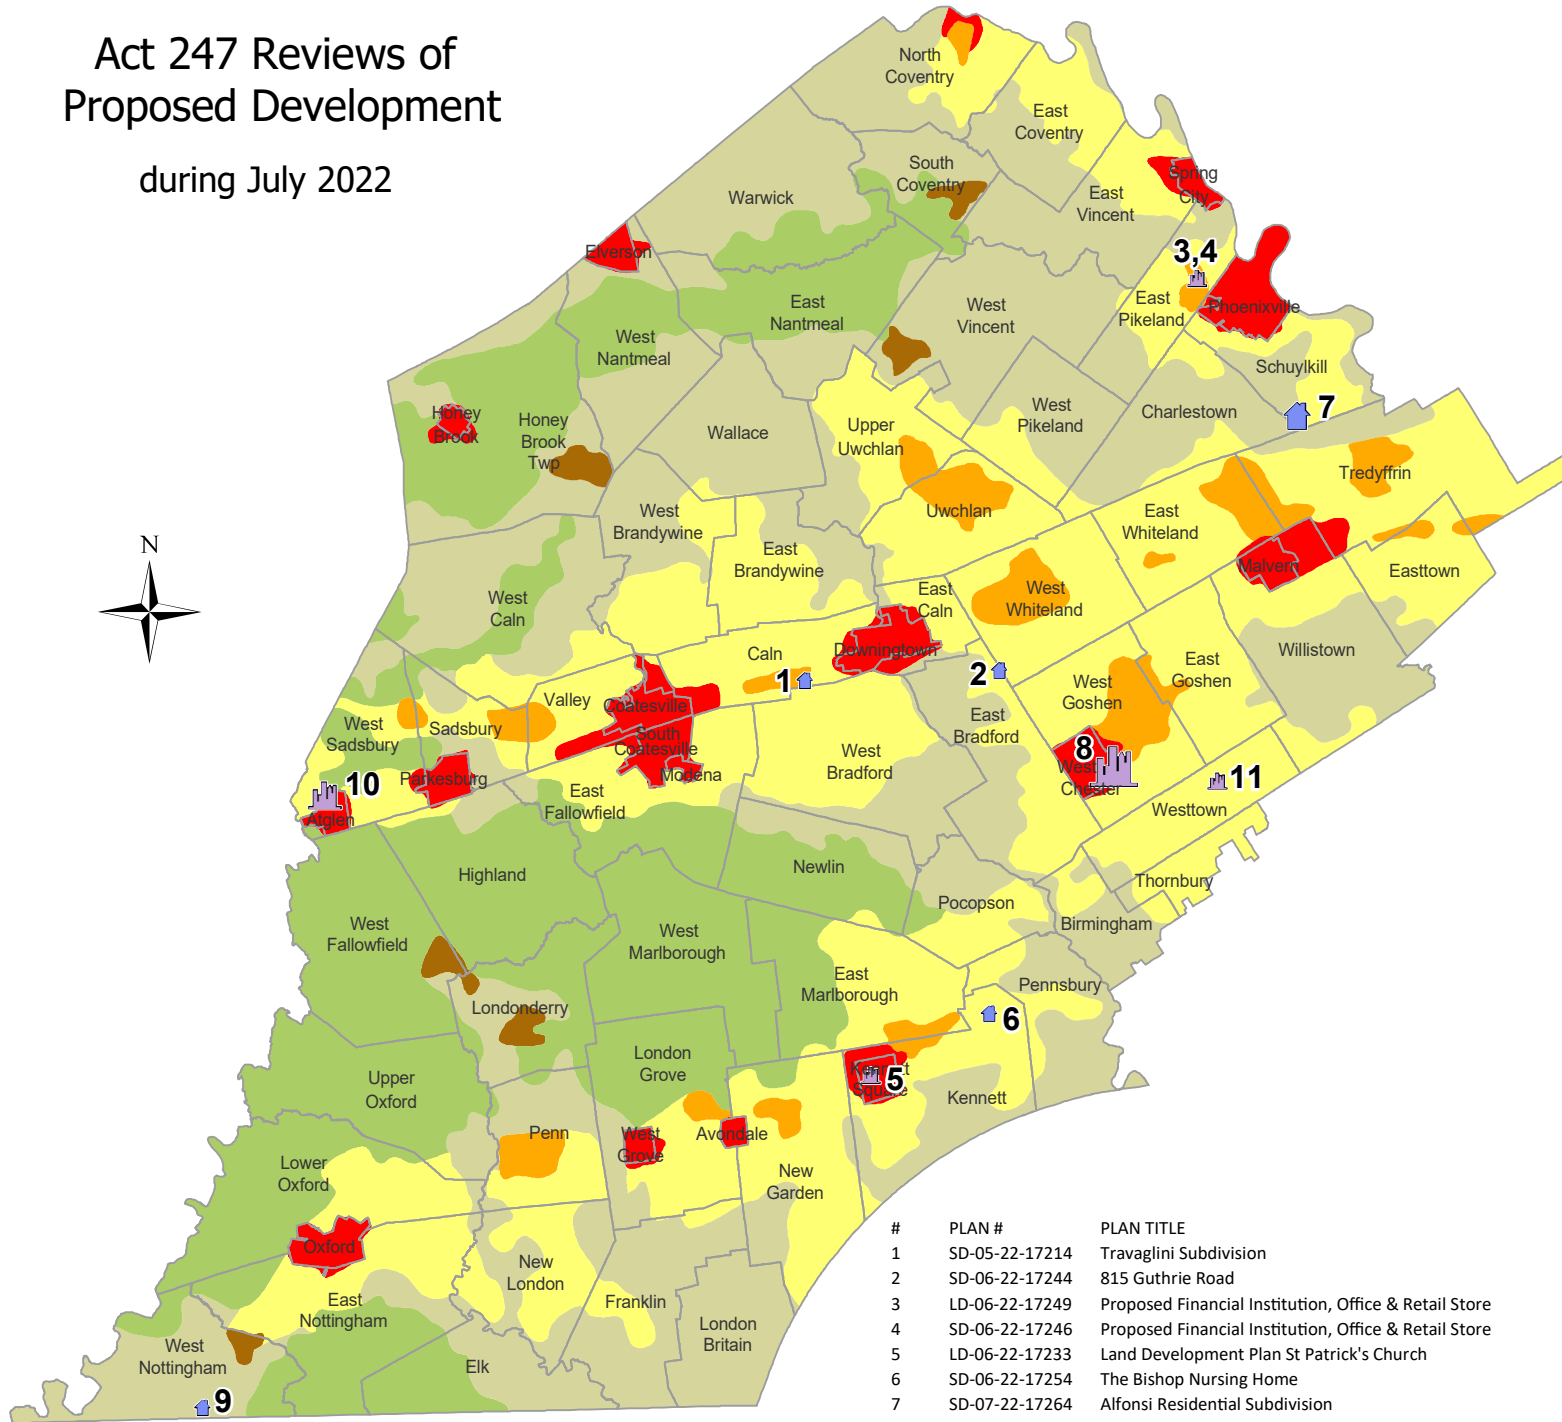 Act 247 Reviews of
Proposed Development
during July 2022
North
Coventry
East
Coventry
South
Coventry
Spring
City
Warwick
East
Vincent
Elverson
3,4
East
Nantmeal
West
Vincent
East
Pikeland
Phoenixville
West
Nantmeal
Schuylkill
Honey
Brook
Honey
Brook
Twp
Wallace
Upper
Uwchlan
West
Pikeland
Charlestown
7
Tredyffrin
West
Brandywine
Uwchlan
East
Whiteland
N
East
Brandywine
Malvern
Easttown
West
Caln
East
Caln
West
Whiteland
Caln
Downingtown
Willistown
1
2
East
Goshen
West
Goshen
Valley
Coatesville
West
Sadsbury
Sadsbury
South
Coatesville
East
Bradford
West
Bradford
8
West
Chester
11
10
Parkesburg
Modena
East
Fallowfield
Westtown
Atglen
Highland
Newlin
Thornbury
Pocopson
West
Fallowfield
West
Marlborough
Birmingham
East
Marlborough
Pennsbury
Londonderry
6
London
Grove
Kennett
Square
5
Upper
Oxford
Kennett
Penn
West
Grove
Avondale
Lower
Oxford
New
Garden
Oxford
New
London
East
Nottingham
Franklin
London
Britain
West
Nottingham
Elk
9
# PLAN # PLAN TITLE
1 SD-05-22-17214 Travaglini Subdivision
2 SD-06-22-17244 815 Guthrie Road
3 LD-06-22-17249 Proposed Financial Institution, Office & Retail Store
4 SD-06-22-17246 Proposed Financial Institution, Office & Retail Store
5 LD-06-22-17233 Land Development Plan St Patrick's Church
6 SD-06-22-17254 The Bishop Nursing Home
7 SD-07-22-17264 Alfonsi Residential Subdivision